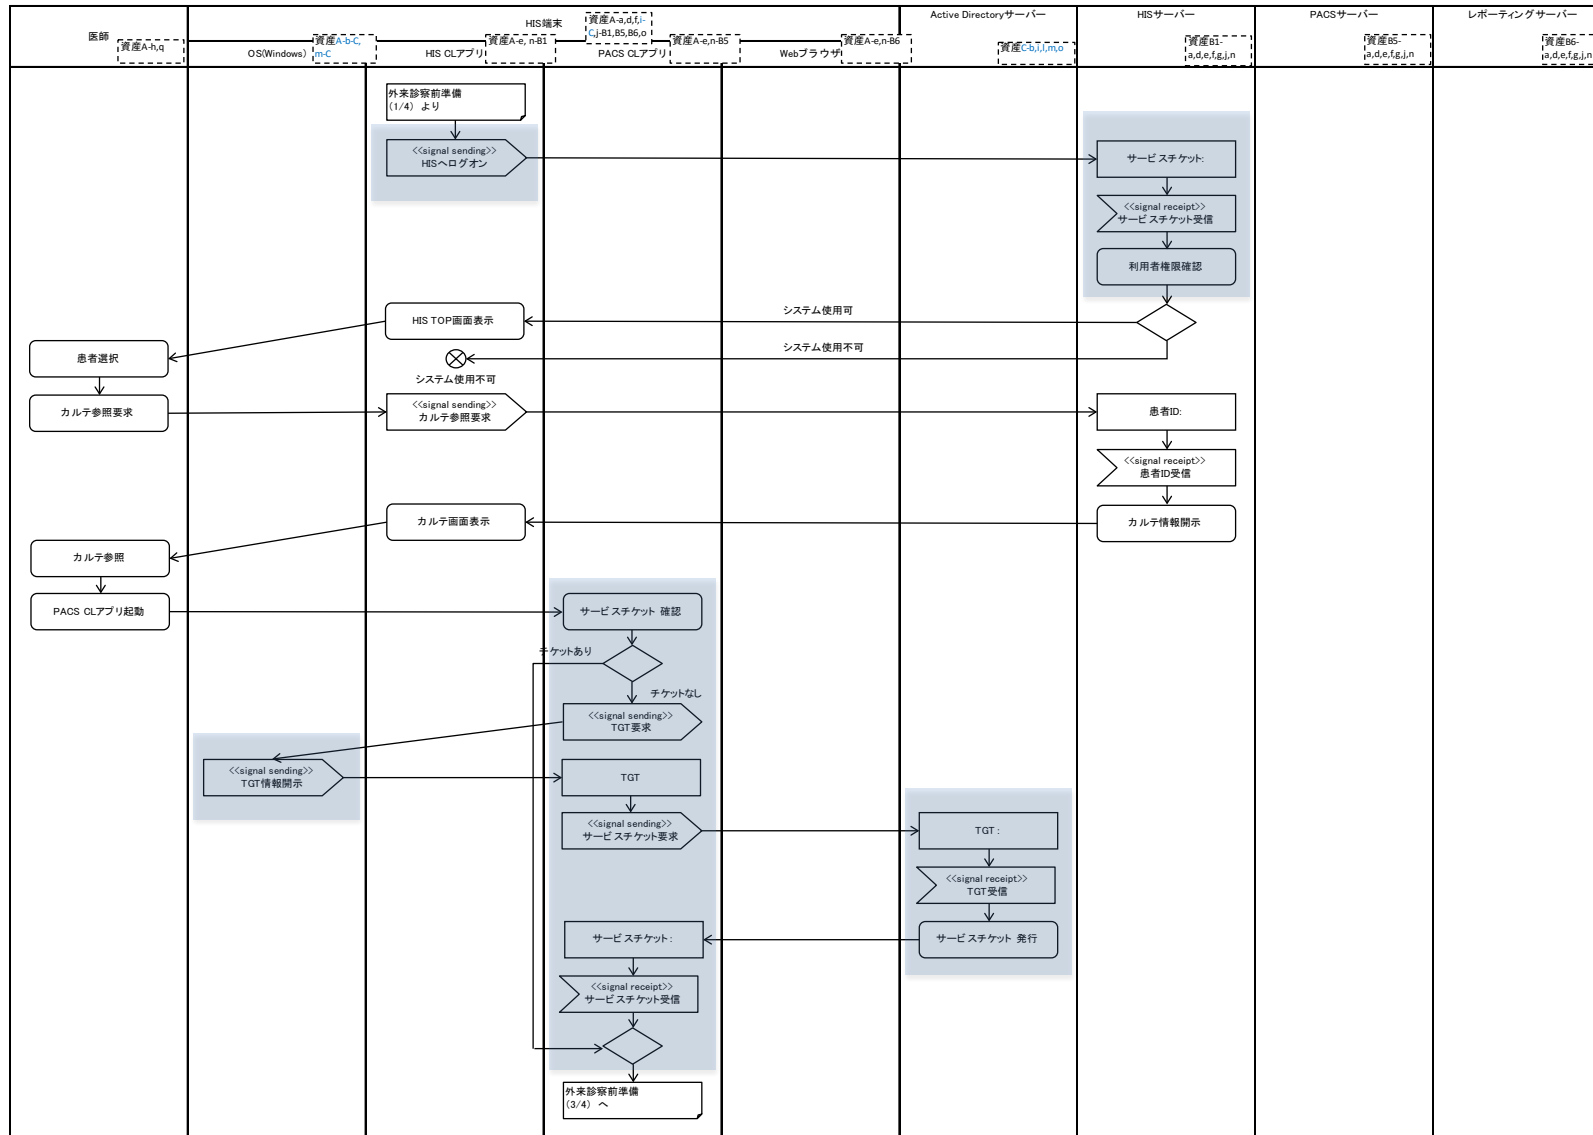 医師
資産A-h,q
HIS端末
資産A-a,d,f,i-
C,j-B1,B5,B6,o
OS(Windows)
資産A-b-C,
m-C
HIS CLアプリ
資産A-e, n-B1
PACS CLアプリ
資産A-e,n-B5
Webブラウザ
資産A-e,n-B6
Active Directoryサーバー
資産C-b,i,l,m,o
HISサーバー
資産B1-
a,d,e,f,g,j,n
PACSサーバー
資産B5-
a,d,e,f,g,j,n
レポーティングサーバー
資産B6-
a,d,e,f,g,j,n
外来診察前準備
(1/4) より
<<signal sending>>
HISへログオン
サービスチケット:
<<signal receipt>>
サービスチケット受信
利用者権限確認
システム使用可
HIS TOP画面表示
患者選択
システム使用不可
システム使用不可
カルテ参照要求
<<signal sending>>
カルテ参照要求
患者ID:
<<signal receipt>>
患者ID受信
カルテ情報開示
カルテ画面表示
カルテ参照
PACS CLアプリ起動
サービスチケット 確認
チケットあり
チケットなし
<<signal sending>>
TGT要求
<<signal sending>>
TGT情報開示
TGT
<<signal sending>>
サービスチケット要求
TGT :
<<signal receipt>>
TGT受信
サービスチケット 発行
サービスチケット :
<<signal receipt>>
サービスチケット受信
外来診察前準備
(3/4) へ